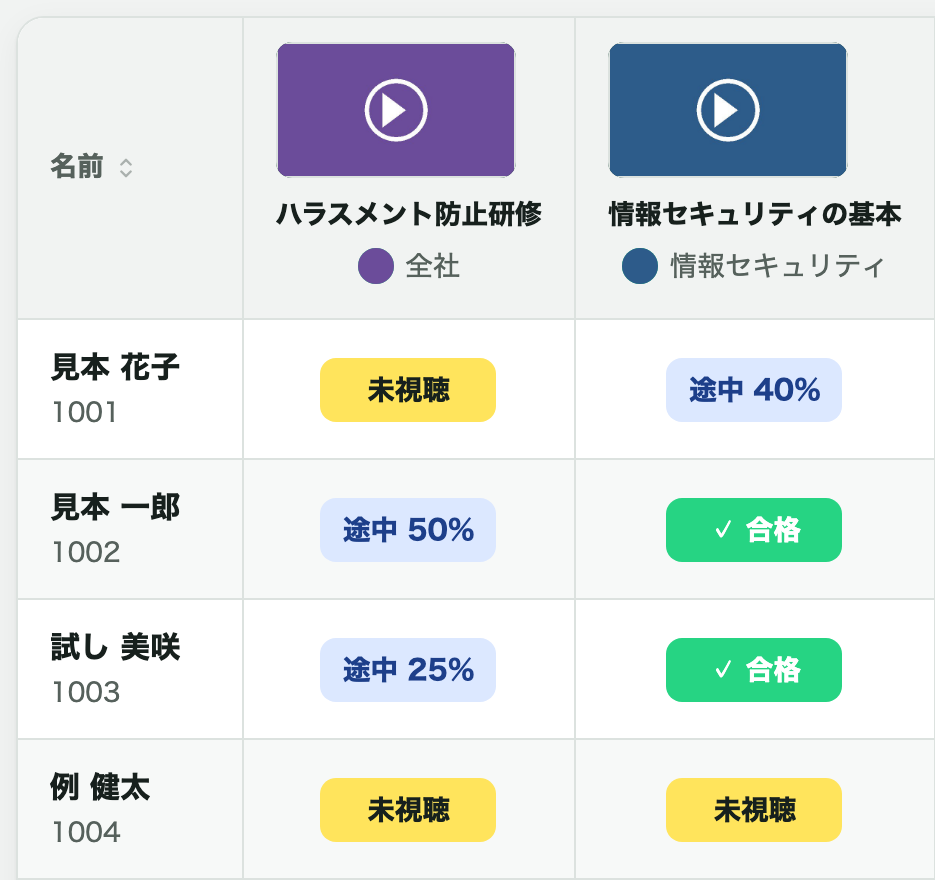 名前
ハラスメント防止研修
全社
情報セキュリティの基本
情報セキュリティ
見本 花子
1001
未視聴
途中 40%
見本 一郎
1002
途中 50%
✓ 合格
試し 美咲
1003
途中 25%
✓ 合格
例 健太
1004
未視聴
未視聴